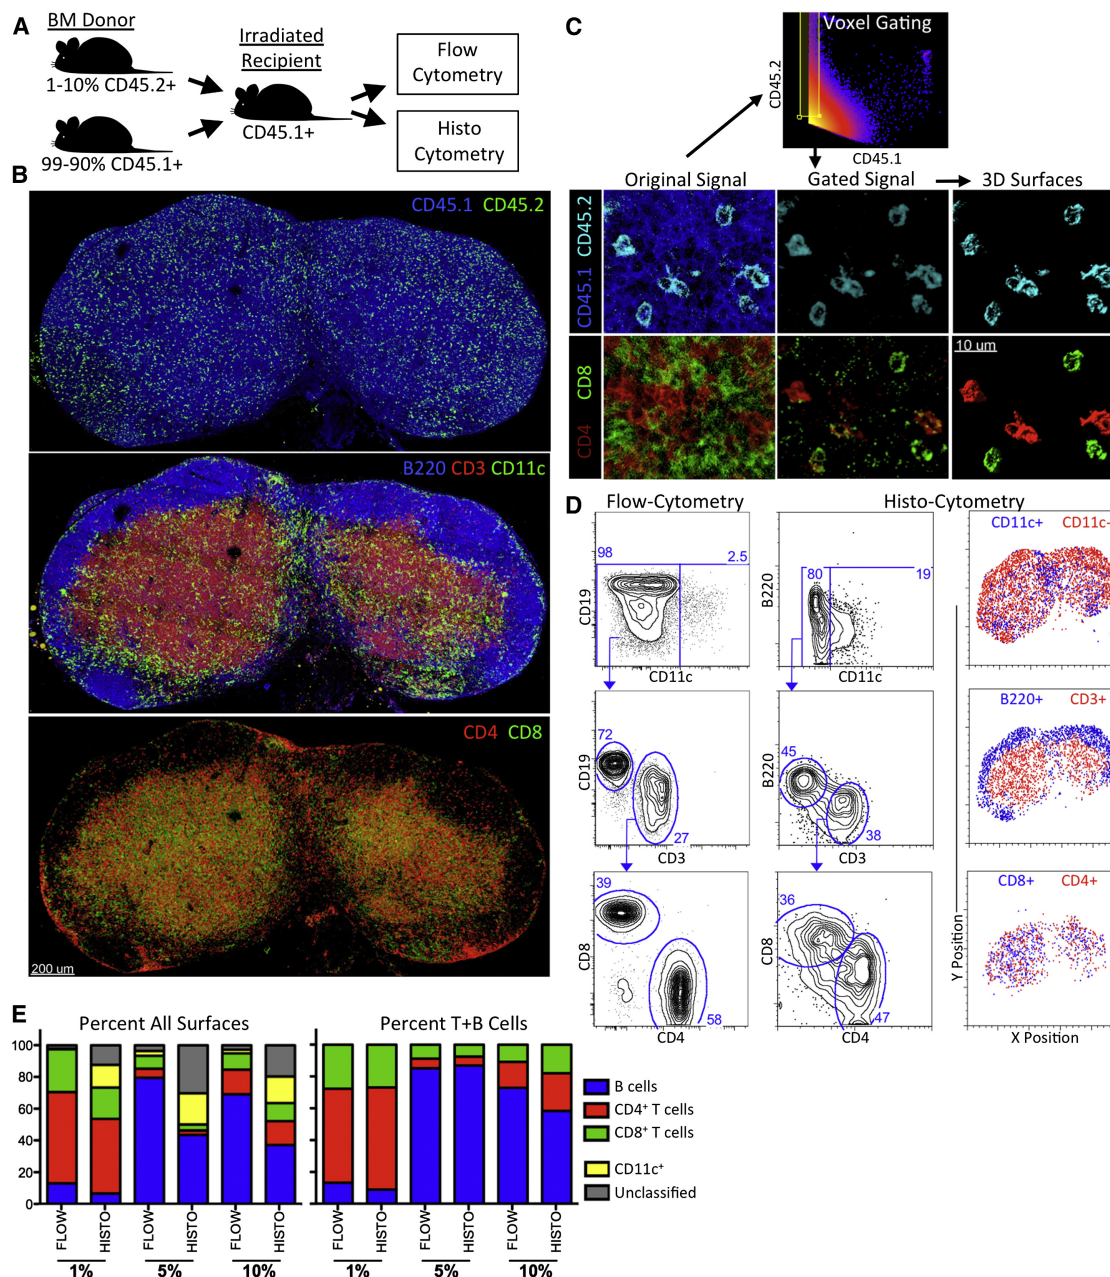 A
BM Donor
1-10% CD45.2+
99-90% CD45.1+
Irradiated
Recipient
CD45.1+
Flow
Cytometry
Histo
Cytometry
B
CD45.1 CD45.2
B220 CD3 CD11c
CD4 CD8
200 um
C
Voxel Gating
CD45.2
CD45.1
Original Signal
Gated Signal
3D Surfaces
CD45.1 CD45.2
CD4 CD8
10 um
D
Flow-Cytometry
Histo-Cytometry
98
2.5
CD19
CD11c
80
19
B220
CD11c
CD11c+ CD11c-
72
27
CD19
CD3
45
38
B220
CD3
B220+ CD3+
39
58
CD8
CD4
36
47
CD8
CD4
CD8+ CD4+
Y Position
X Position
E
Percent All Surfaces
Percent T+B Cells
100
80
60
40
20
0
FLOW
HISTO
FLOW
HISTO
FLOW
HISTO
1%
5%
10%
100
80
60
40
20
0
FLOW
HISTO
FLOW
HISTO
FLOW
HISTO
1%
5%
10%
B cells
CD4⁺ T cells
CD8⁺ T cells
CD11c⁺
Unclassified